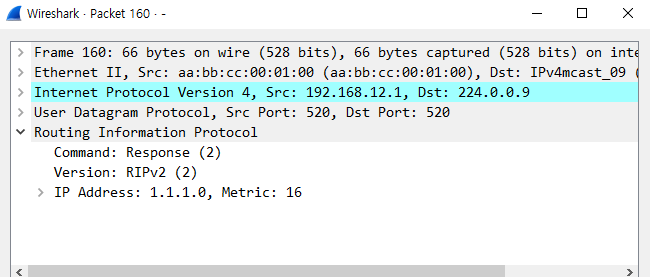 Wireshark · Packet 160 · -
Frame 160: 66 bytes on wire (528 bits), 66 bytes captured (528 bits) on inte
Ethernet II, Src: aa:bb:cc:00:01:00 (aa:bb:cc:00:01:00), Dst: IPv4mcast_09 (
Internet Protocol Version 4, Src: 192.168.12.1, Dst: 224.0.0.9
User Datagram Protocol, Src Port: 520, Dst Port: 520
Routing Information Protocol
Command: Response (2)
Version: RIPv2 (2)
IP Address: 1.1.1.0, Metric: 16